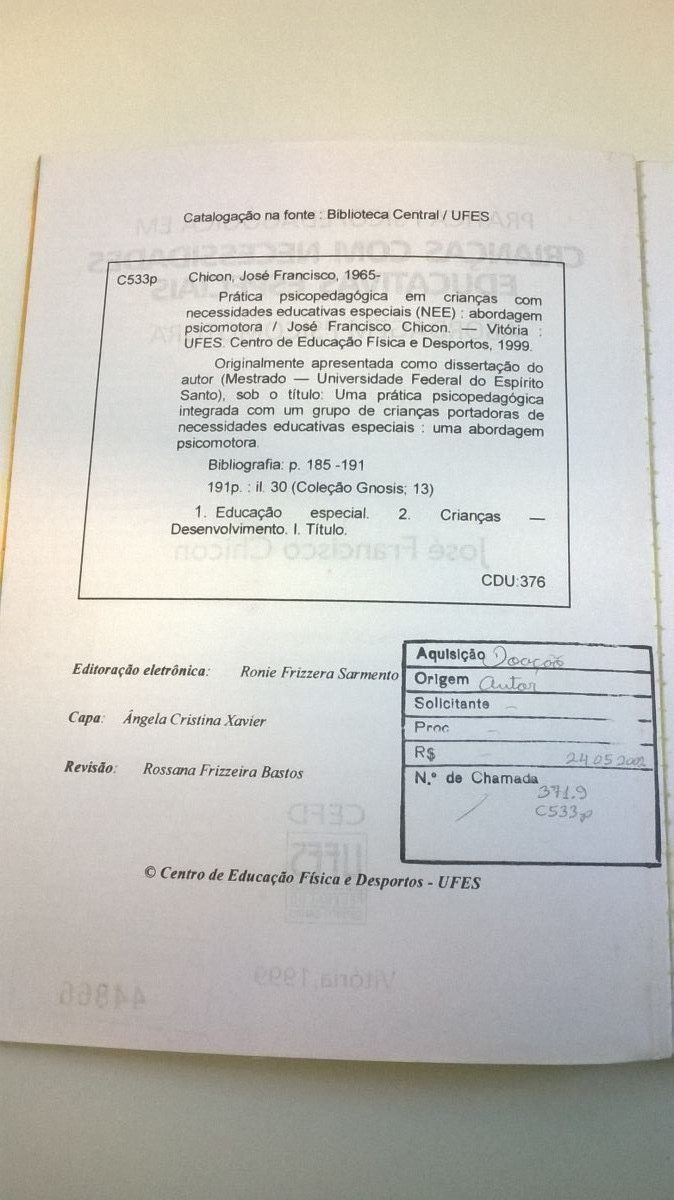 Catalogação na fonte : Biblioteca Central / UFES
C533p Chicon, José Francisco, 1965-
Prática psicopedagógica em crianças com
necessidades educativas especiais (NEE) : abordagem
psicomotora / José Francisco Chicon. — Vitória :
UFES. Centro de Educação Física e Desportos, 1999.
Originalmente apresentada como dissertação do
autor (Mestrado — Universidade Federal do Espírito
Santo), sob o título: Uma prática psicopedagógica
integrada com um grupo de crianças portadoras de
necessidades educativas especiais : uma abordagem
psicomotora.
Bibliografia: p. 185 -191
191p. : il. 30 (Coleção Gnosis; 13)
1. Educação especial. 2. Crianças —
Desenvolvimento. I. Título.
CDU:376
Editoração eletrônica: Ronie Frizzera Sarmento
Capa: Ângela Cristina Xavier
Revisão: Rossana Frizzeira Bastos
Aquisição Doação
Origem autor
Solicitante -
Proc -
R$ - 24 05 2002
N.º de Chamada
371.9
C533p
© Centro de Educação Física e Desportos - UFES